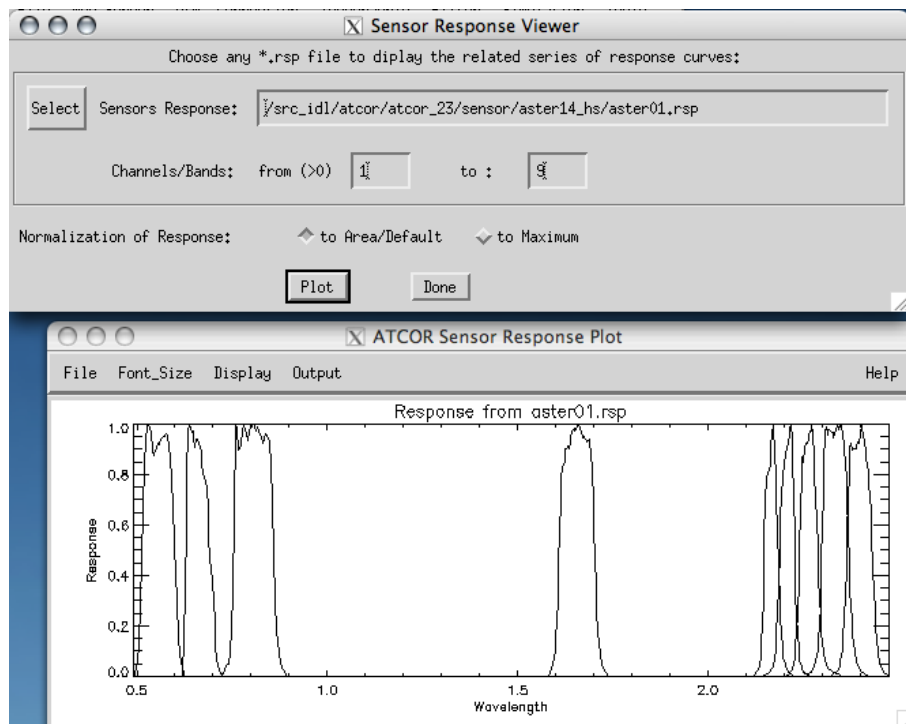 Sensor Response Viewer
Choose any *.rsp file to diplay the related series of response curves:
Select Sensors Response: /src_idl/atcor/atcor_23/sensor/aster14_hs/aster01.rsp
Channels/Bands: from (>0) 1 to : 9
Normalization of Response: to Area/Default to Maximum
Plot Done
ATCOR Sensor Response Plot
File Font_Size Display Output Help
Response from aster01.rsp
1.0
0.8
0.6
0.4
0.2
0.0
Response
0.5 1.0 1.5 2.0
Wavelength